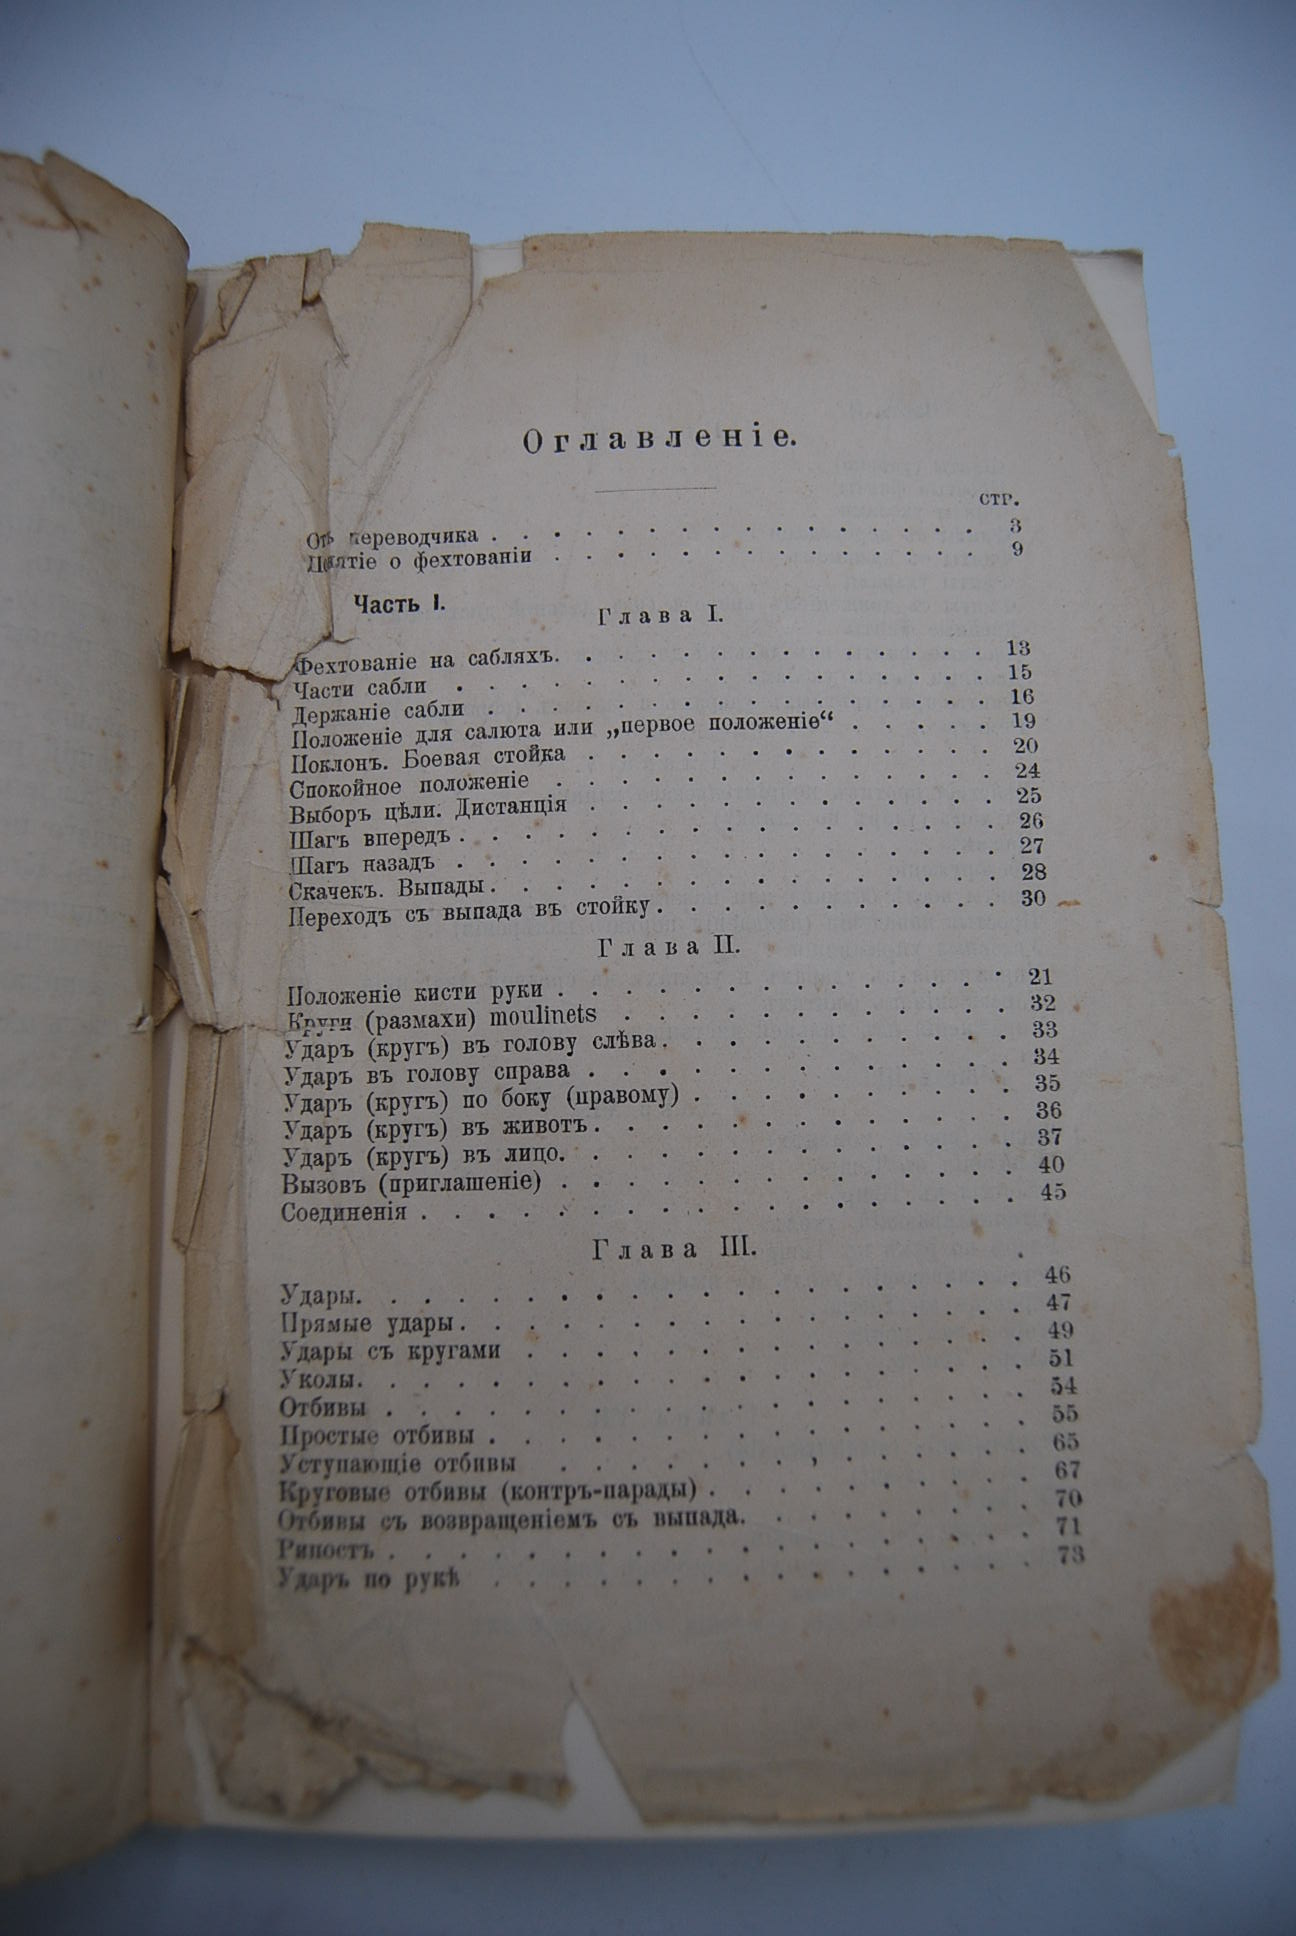 Оглавленіе.
стр.
Отъ переводчика . . . . . . . . . . . . . . . 3
Понятіе о фехтованіи . . . . . . . . . . . . . 9
Часть I.
Глава I.
Фехтованіе на сабляхъ. . . . . . . . . . . . . 13
Части сабли . . . . . . . . . . . . . . . . 15
Держаніе сабли . . . . . . . . . . . . . . . 16
Положеніе для салюта или „первое положеніе“ . . . . . 19
Поклонъ. Боевая стойка . . . . . . . . . . . . 20
Спокойное положеніе . . . . . . . . . . . . . 24
Выборъ цѣли. Дистанція . . . . . . . . . . . . 25
Шагъ впередъ . . . . . . . . . . . . . . . . 26
Шагъ назадъ . . . . . . . . . . . . . . . . 27
Скачекъ. Выпады . . . . . . . . . . . . . . . 28
Переходъ съ выпада въ стойку . . . . . . . . . . 30
Глава II.
Положеніе кисти руки . . . . . . . . . . . . . 21
Круги (размахи) moulinets . . . . . . . . . . . 32
Ударъ (кругъ) въ голову слѣва . . . . . . . . . . 33
Ударъ въ голову справа . . . . . . . . . . . . 34
Ударъ (кругъ) по боку (правому) . . . . . . . . . 35
Ударъ (кругъ) въ животъ . . . . . . . . . . . . 36
Ударъ (кругъ) въ лицо. . . . . . . . . . . . . 37
Вызовъ (приглашеніе) . . . . . . . . . . . . . 40
Соединенія . . . . . . . . . . . . . . . . . 45
Глава III.
Удары. . . . . . . . . . . . . . . . . . . 46
Прямые удары . . . . . . . . . . . . . . . . 47
Удары съ кругами . . . . . . . . . . . . . . 49
Уколы. . . . . . . . . . . . . . . . . . . 51
Отбивы . . . . . . . . . . . . . . . . . . 54
Простые отбивы . . . . . . . . . . . . . . . 55
Уступающіе отбивы . . . . . . . . . . . . . . 65
Круговые отбивы (контръ-парады) . . . . . . . . . 67
Отбивы съ возвращеніемъ съ выпада. . . . . . . . . 70
Рипостъ . . . . . . . . . . . . . . . . . . 71
Ударъ по рукѣ . . . . . . . . . . . . . . . 73